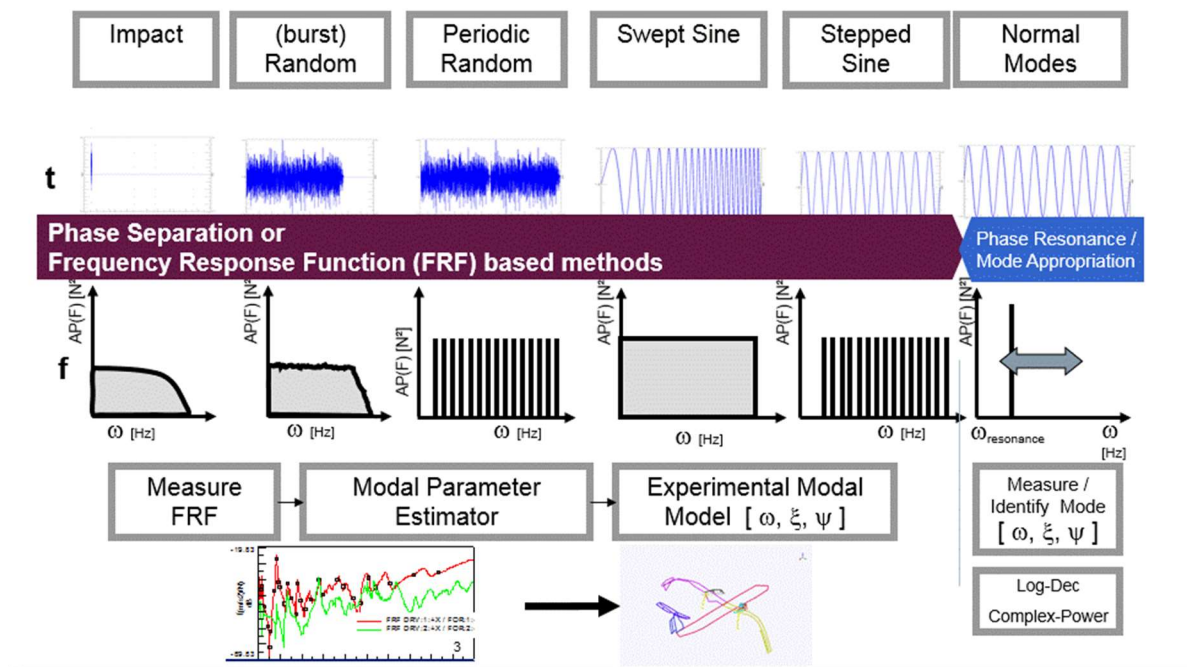 Impact
(burst)
Random
Periodic
Random
Swept Sine
Stepped
Sine
Normal
Modes
t
Phase Separation or
Frequency Response Function (FRF) based methods
Phase Resonance /
Mode Appropriation
f
AP(F) [N²
ω [Hz]
AP(F) [N²
ω [Hz]
AP(F) [N²
ω [Hz]
AP(F) [N²
ω [Hz]
AP(F) [N²
ω [Hz]
AP(F) [N²
ωresonance
ω
[Hz]
Measure
FRF
Modal Parameter
Estimator
Experimental Modal
Model [ ω, ξ, ψ ]
Measure /
Identify Mode
[ ω, ξ, ψ ]
Log-Dec
Complex-Power
dB
3